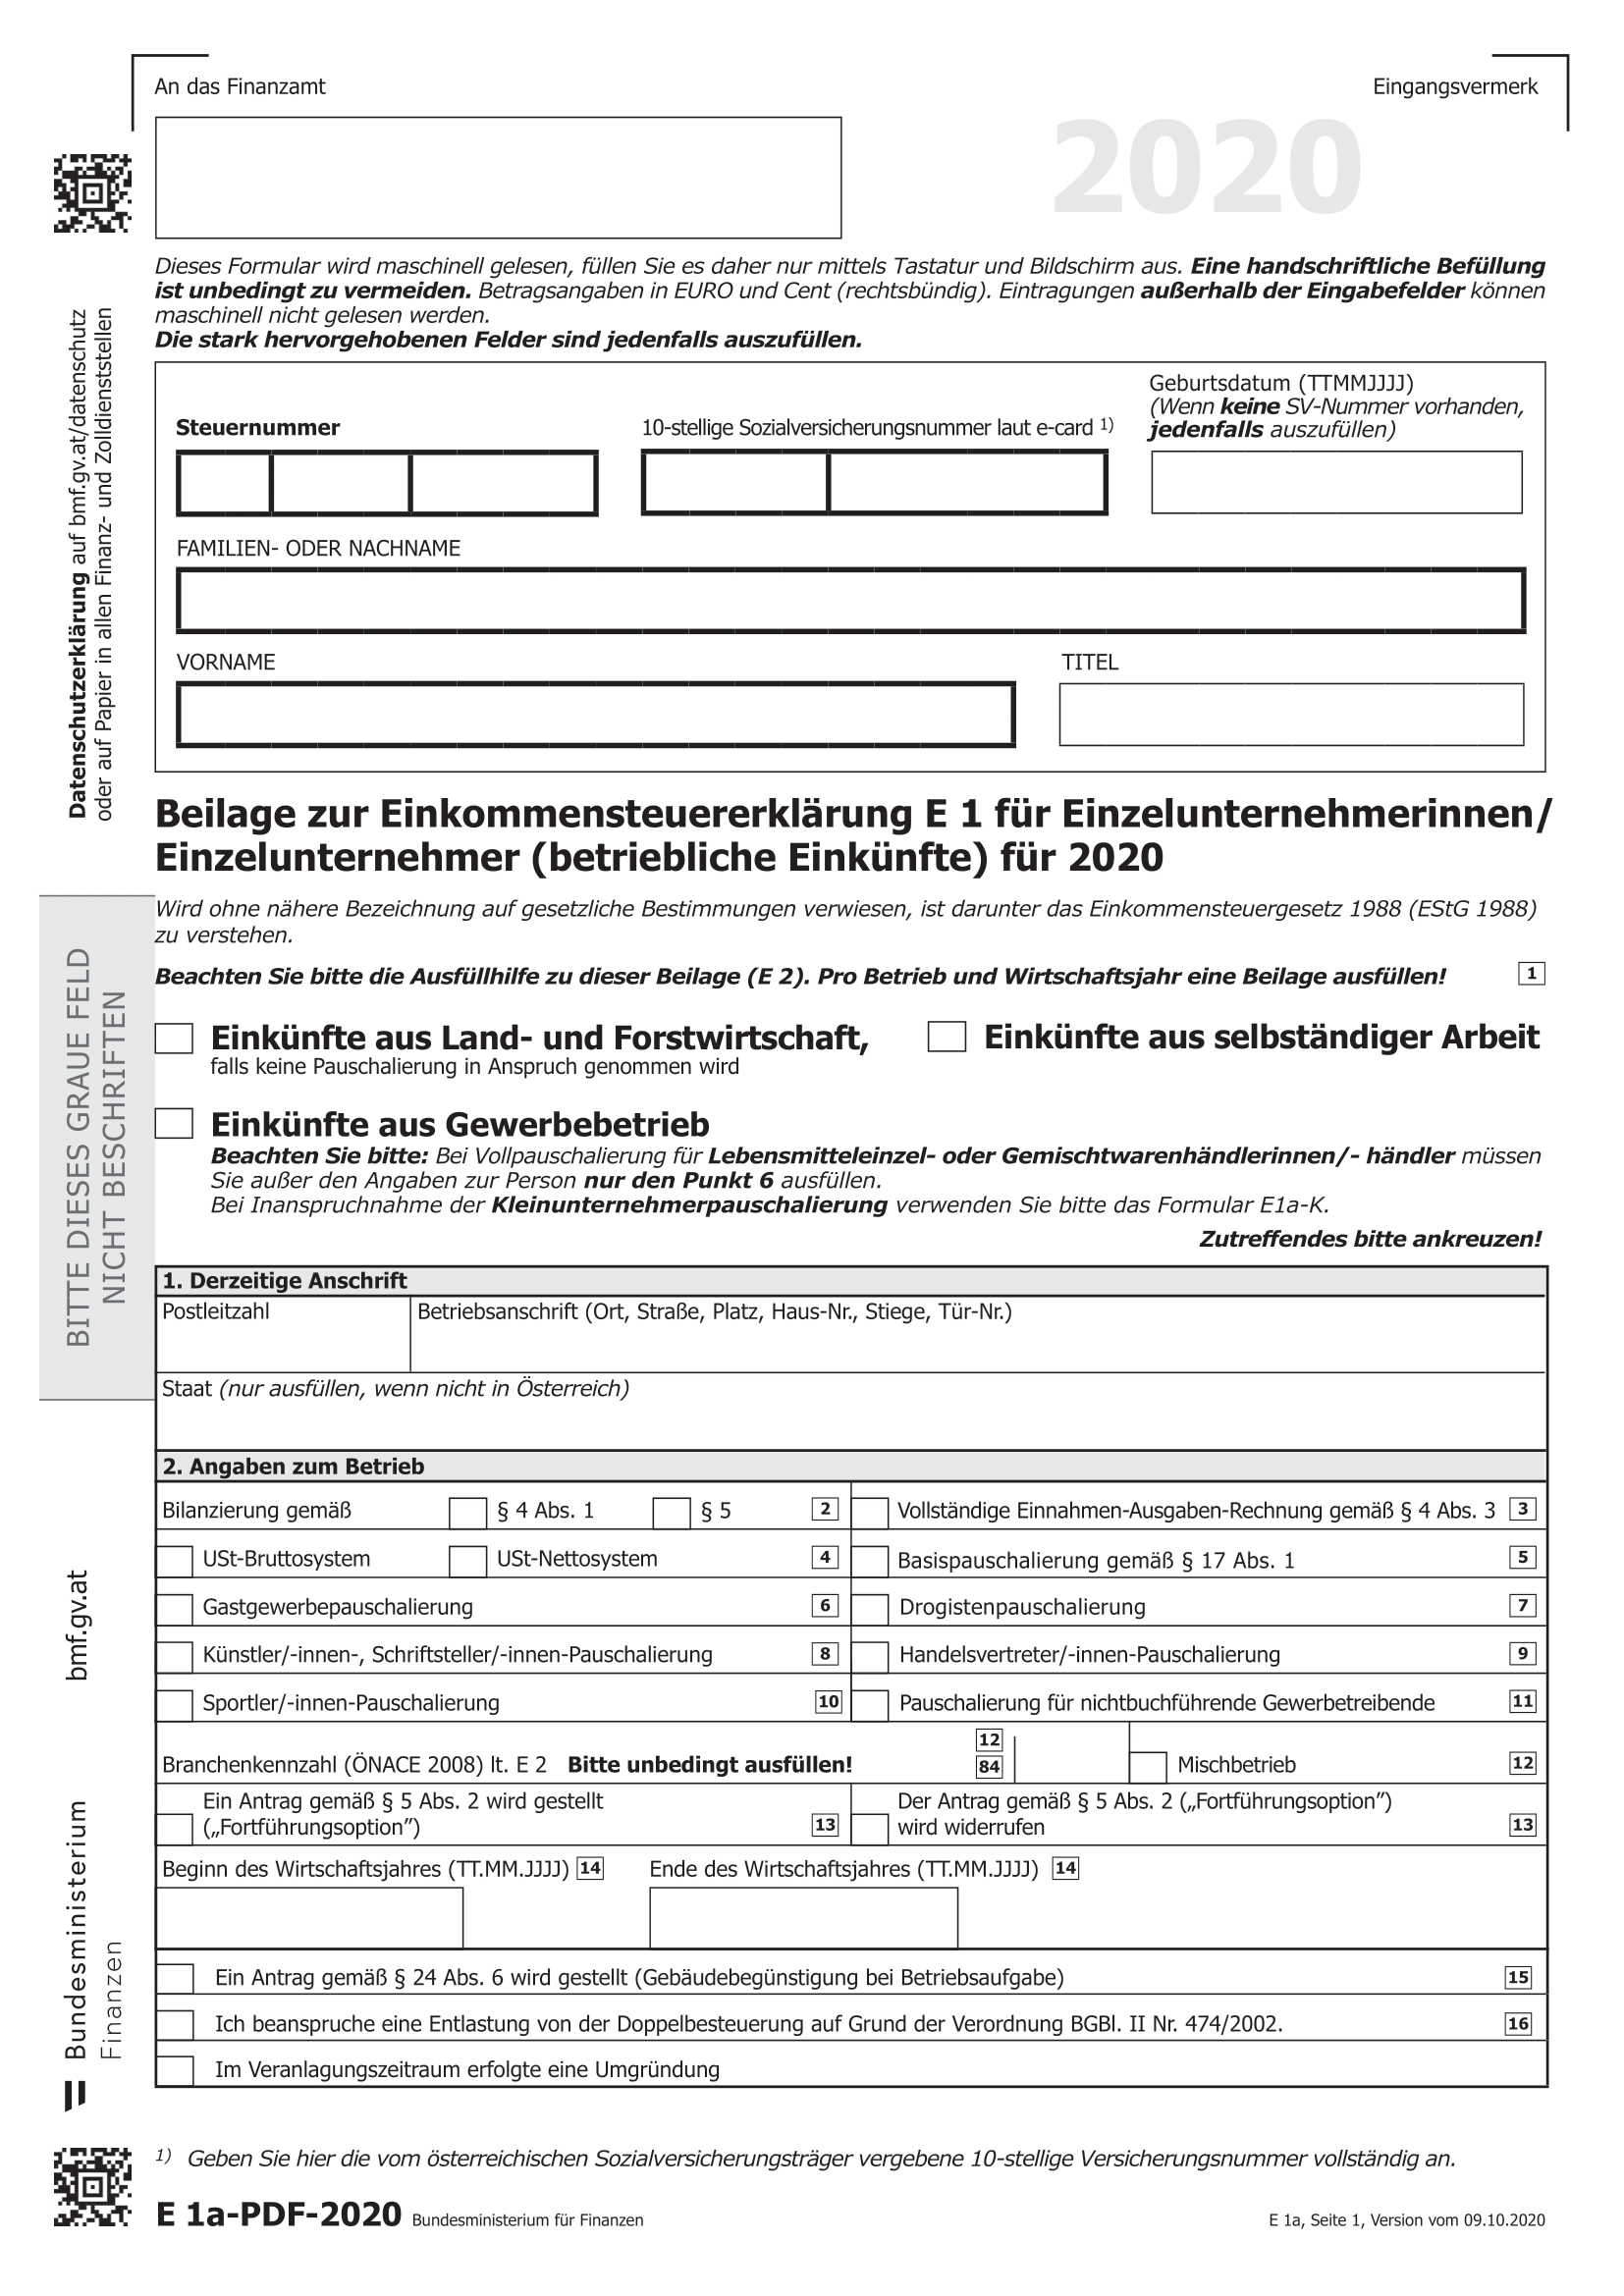 An das Finanzamt
Eingangsvermerk
2020
Dieses Formular wird maschinell gelesen, füllen Sie es daher nur mittels Tastatur und Bildschirm aus. Eine handschriftliche Befüllung
ist unbedingt zu vermeiden. Betragsangaben in EURO und Cent (rechtsbündig). Eintragungen außerhalb der Eingabefelder können
maschinell nicht gelesen werden.
Die stark hervorgehobenen Felder sind jedenfalls auszufüllen.
Datenschutzerklärung auf bmf.gv.at/datenschutz
oder auf Papier in allen Finanz- und Zolldienststellen
Steuernummer
10-stellige Sozialversicherungsnummer laut e-card 1)
Geburtsdatum (TTMMJJJJ)
(Wenn keine SV-Nummer vorhanden,
jedenfalls auszufüllen)
FAMILIEN- ODER NACHNAME
VORNAME
TITEL
Beilage zur Einkommensteuererklärung E 1 für Einzelunternehmerinnen/
Einzelunternehmer (betriebliche Einkünfte) für 2020
Wird ohne nähere Bezeichnung auf gesetzliche Bestimmungen verwiesen, ist darunter das Einkommensteuergesetz 1988 (EStG 1988)
zu verstehen.
Beachten Sie bitte die Ausfüllhilfe zu dieser Beilage (E 2). Pro Betrieb und Wirtschaftsjahr eine Beilage ausfüllen! 1
BITTE DIESES GRAUE FELD
NICHT BESCHRIFTEN
Einkünfte aus Land- und Forstwirtschaft,
falls keine Pauschalierung in Anspruch genommen wird
Einkünfte aus selbständiger Arbeit
Einkünfte aus Gewerbebetrieb
Beachten Sie bitte: Bei Vollpauschalierung für Lebensmitteleinzel- oder Gemischtwarenhändlerinnen/- händler müssen
Sie außer den Angaben zur Person nur den Punkt 6 ausfüllen.
Bei Inanspruchnahme der Kleinunternehmerpauschalierung verwenden Sie bitte das Formular E1a-K.
Zutreffendes bitte ankreuzen!
1. Derzeitige Anschrift
Postleitzahl
Betriebsanschrift (Ort, Straße, Platz, Haus-Nr., Stiege, Tür-Nr.)
Staat (nur ausfüllen, wenn nicht in Österreich)
2. Angaben zum Betrieb
Bilanzierung gemäß § 4 Abs. 1 § 5 2
Vollständige Einnahmen-Ausgaben-Rechnung gemäß § 4 Abs. 3 3
USt-Bruttosystem USt-Nettosystem 4
Basispauschalierung gemäß § 17 Abs. 1 5
Gastgewerbepauschalierung 6
Drogistenpauschalierung 7
Künstler/-innen-, Schriftsteller/-innen-Pauschalierung 8
Handelsvertreter/-innen-Pauschalierung 9
Sportler/-innen-Pauschalierung 10
Pauschalierung für nichtbuchführende Gewerbetreibende 11
Branchenkennzahl (ÖNACE 2008) lt. E 2 Bitte unbedingt ausfüllen!
12
84
Mischbetrieb 12
Ein Antrag gemäß § 5 Abs. 2 wird gestellt
(„Fortführungsoption“) 13
Der Antrag gemäß § 5 Abs. 2 („Fortführungsoption“)
wird widerrufen 13
Beginn des Wirtschaftsjahres (TT.MM.JJJJ) 14
Ende des Wirtschaftsjahres (TT.MM.JJJJ) 14
Ein Antrag gemäß § 24 Abs. 6 wird gestellt (Gebäudebegünstigung bei Betriebsaufgabe) 15
Ich beanspruche eine Entlastung von der Doppelbesteuerung auf Grund der Verordnung BGBl. II Nr. 474/2002. 16
Im Veranlagungszeitraum erfolgte eine Umgründung
bmf.gv.at
Bundesministerium
Finanzen
1) Geben Sie hier die vom österreichischen Sozialversicherungsträger vergebene 10-stellige Versicherungsnummer vollständig an.
E 1a-PDF-2020 Bundesministerium für Finanzen
E 1a, Seite 1, Version vom 09.10.2020